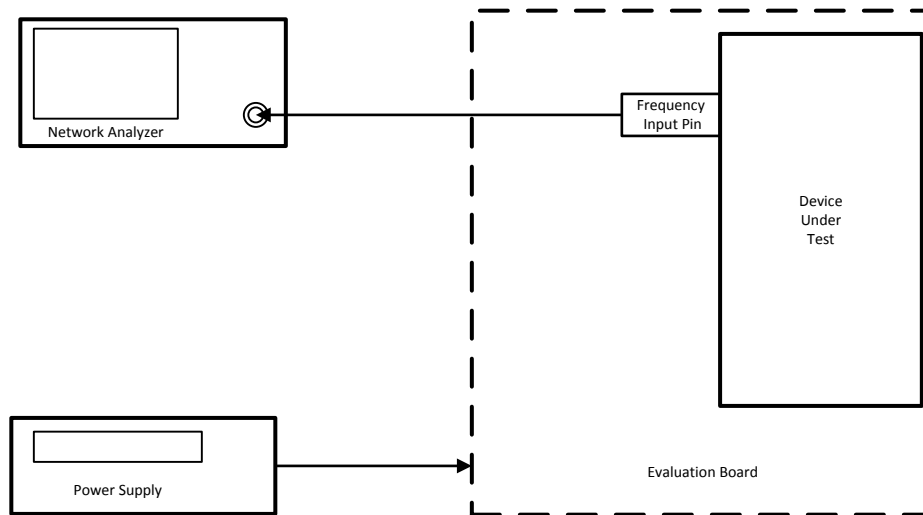 Network Analyzer
Frequency
Input Pin
Device
Under
Test
Power Supply
Evaluation Board